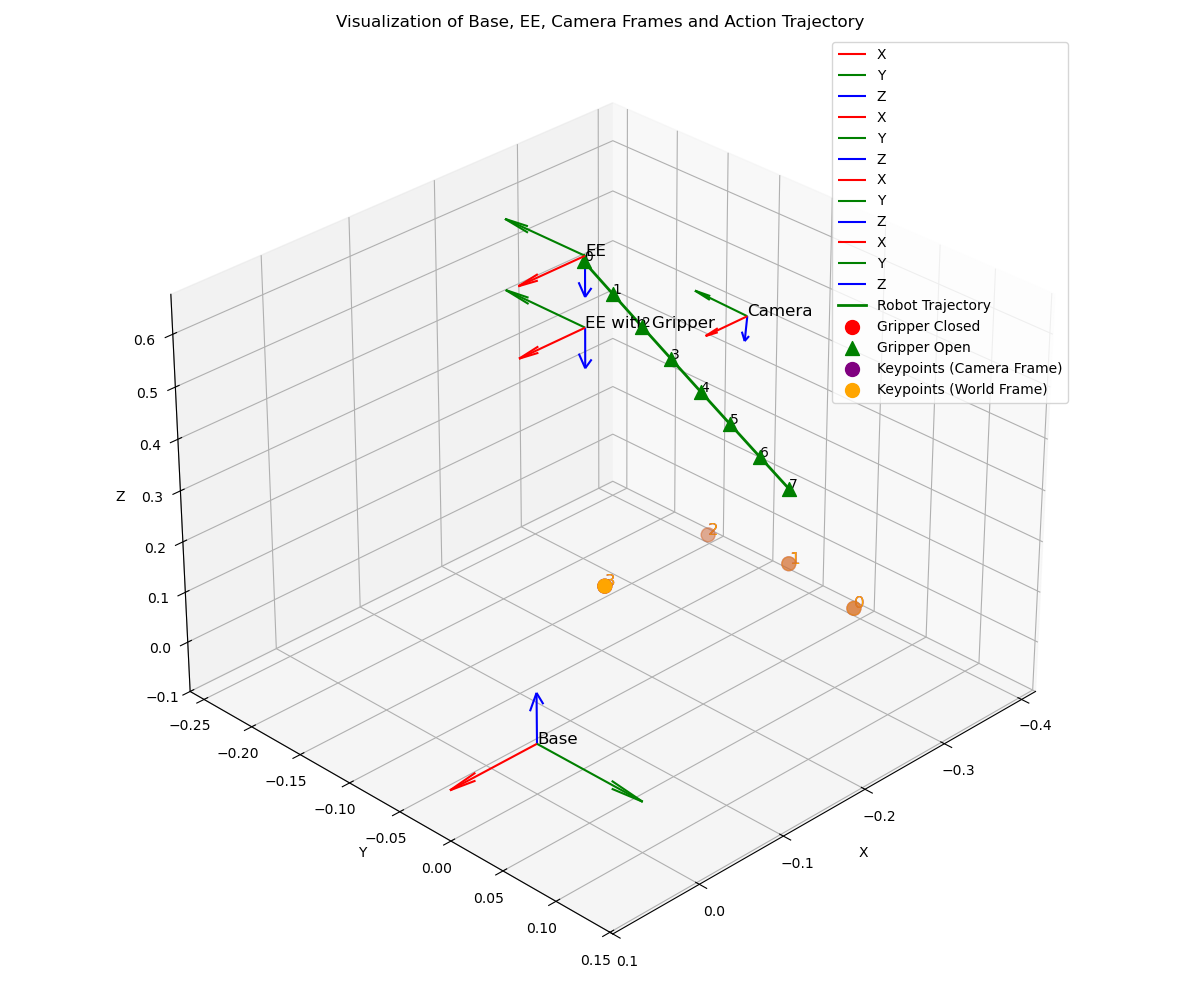 Visualization of Base, EE, Camera Frames and Action Trajectory
X
Y
Z
X
Y
Z
X
Y
Z
X
Y
Z
Robot Trajectory
Gripper Closed
Gripper Open
Keypoints (Camera Frame)
Keypoints (World Frame)
EE
0
1
EE with Gripper
2
Camera
3
4
5
6
7
2
1
3
0
Base
Z
0.6
0.5
0.4
0.3
0.2
0.1
0.0
−0.1
−0.25
−0.20
−0.15
−0.10
−0.05
0.00
0.05
0.10
0.15
Y
−0.4
−0.3
−0.2
−0.1
0.0
0.1
X